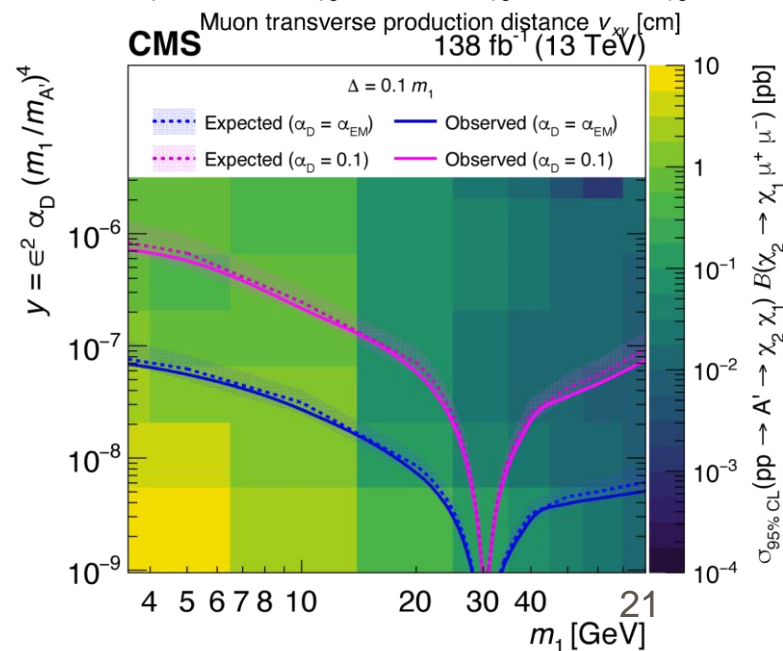 Muon transverse production distance v_xy [cm]
CMS 138 fb⁻¹ (13 TeV)
Δ = 0.1 m₁
Expected (α_D = α_EM) Observed (α_D = α_EM)
Expected (α_D = 0.1) Observed (α_D = 0.1)
y = ϵ² α_D (m₁/m_A')⁴
10⁻⁶
10⁻⁷
10⁻⁸
10⁻⁹
4 5 6 7 8 10 20 30 40 21
m₁ [GeV]
10
1
10⁻¹
10⁻²
10⁻³
10⁻⁴
σ_95% CL(pp → A' → χ₂ χ₁) B(χ₂ → χ₁ μ⁺ μ⁻) [pb]